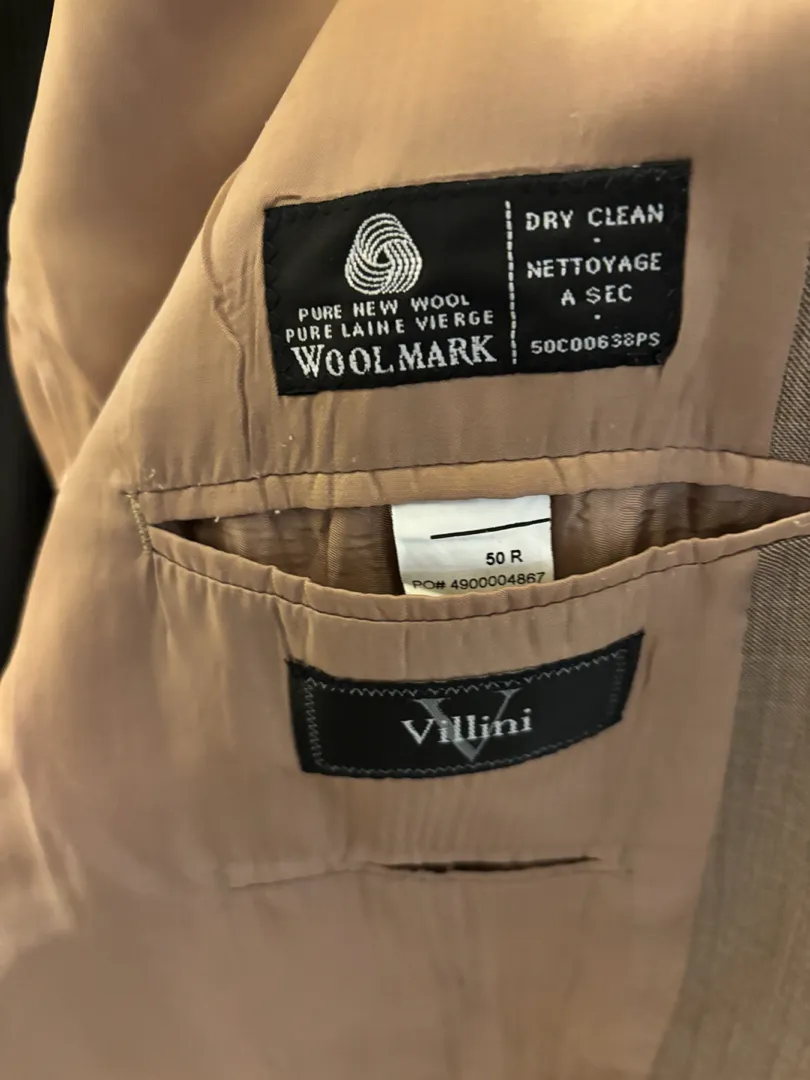 PURE NEW WOOL
PURE LAINE VIERGE
WOOLMARK
DRY CLEAN
NETTOYAGE
A SEC
50C00638PS
50 R
PO# 4900004867
Villini